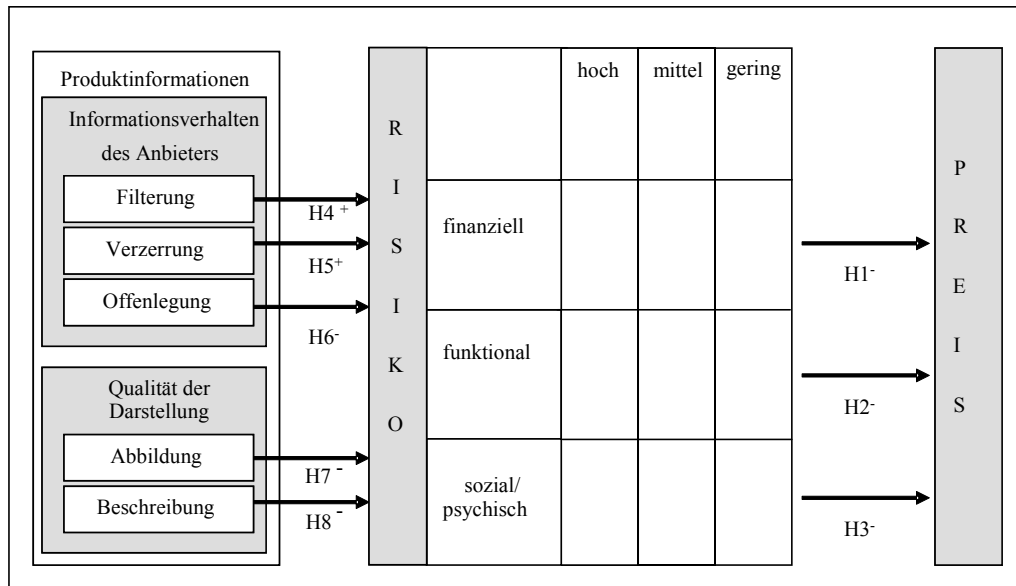 Produktinformationen
Informationsverhalten
des Anbieters
Filterung
Verzerrung
Offenlegung
Qualität der
Darstellung
Abbildung
Beschreibung
H4 +
H5+
H6-
H7 -
H8 -
R
I
S
I
K
O
hoch mittel gering
finanziell
funktional
sozial/
psychisch
H1-
H2-
H3-
P
R
E
I
S